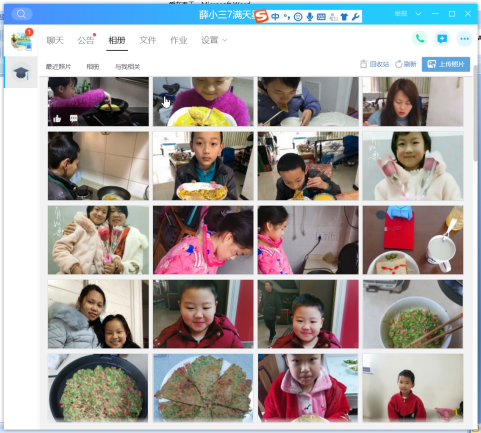 薛小三7满天
中
聊天 公告 相册 文件 作业 设置
最近照片 相册 与我相关
回收站 刷新 上传照片
1